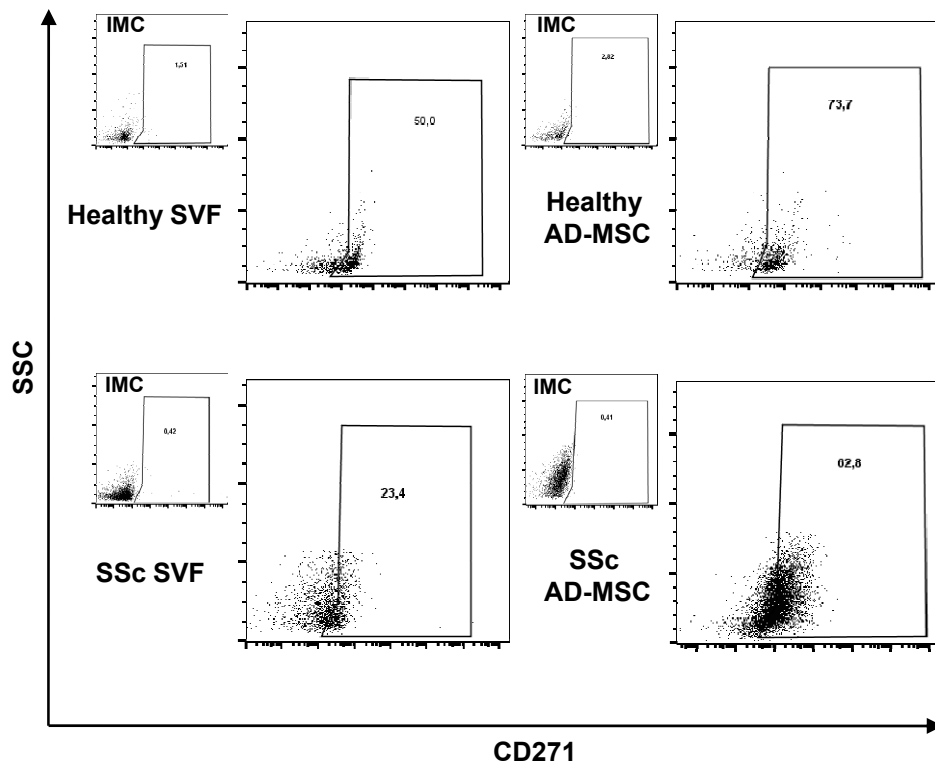 IMC
1,51
50,0
Healthy SVF
IMC
2,82
73,7
Healthy
AD-MSC
SSC
IMC
0,42
23,4
SSc SVF
IMC
0,41
62,8
SSc
AD-MSC
CD271